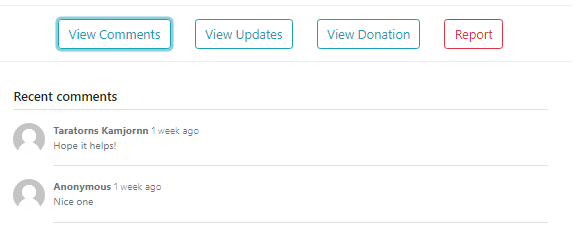 View Comments View Updates View Donation Report
Recent comments
Taratorns Kamjornn 1 week ago
Hope it helps!
Anonymous 1 week ago
Nice one